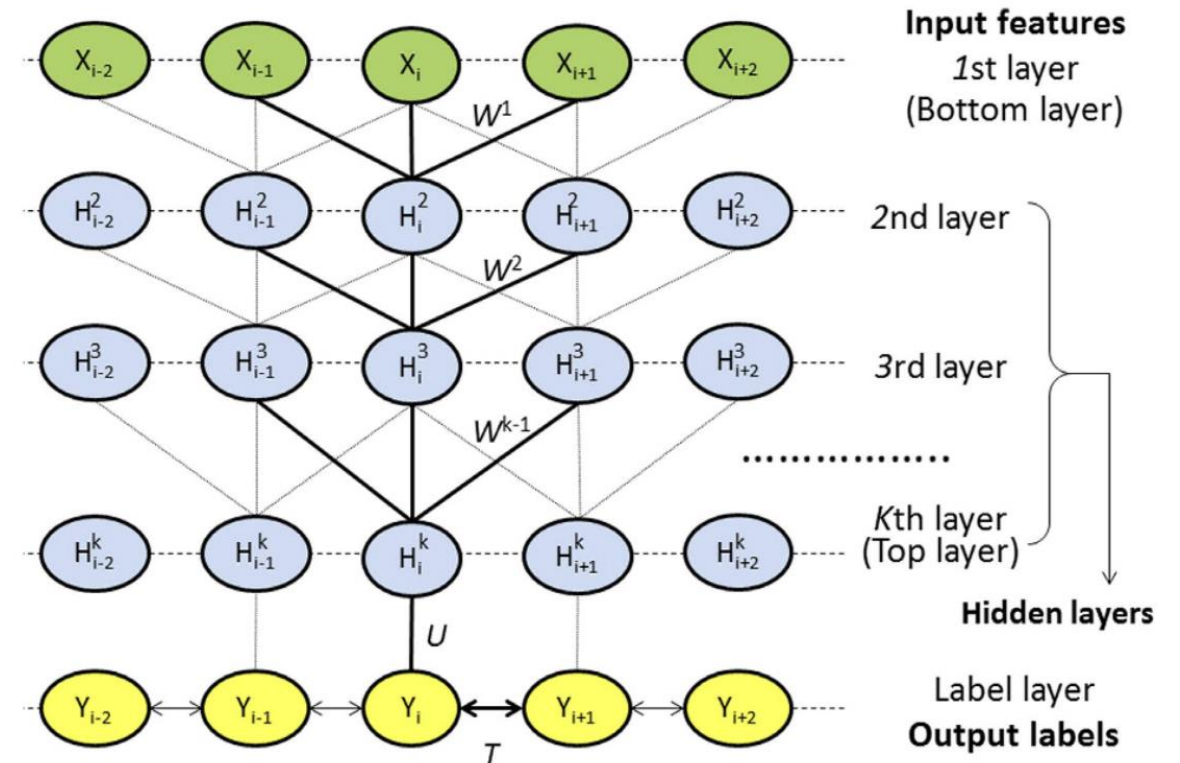 X_{i-2} X_{i-1} X_i X_{i+1} X_{i+2} Input features
1st layer
(Bottom layer)
W^1
H^2_{i-2} H^2_{i-1} H^2_i H^2_{i+1} H^2_{i+2} 2nd layer
W^2
H^3_{i-2} H^3_{i-1} H^3_i H^3_{i+1} H^3_{i+2} 3rd layer
W^{k-1}
.................
Kth layer
H^k_{i-2} H^k_{i-1} H^k_i H^k_{i+1} H^k_{i+2} (Top layer)
Hidden layers
U
Y_{i-2} Y_{i-1} Y_i Y_{i+1} Y_{i+2} Label layer
Output labels
T